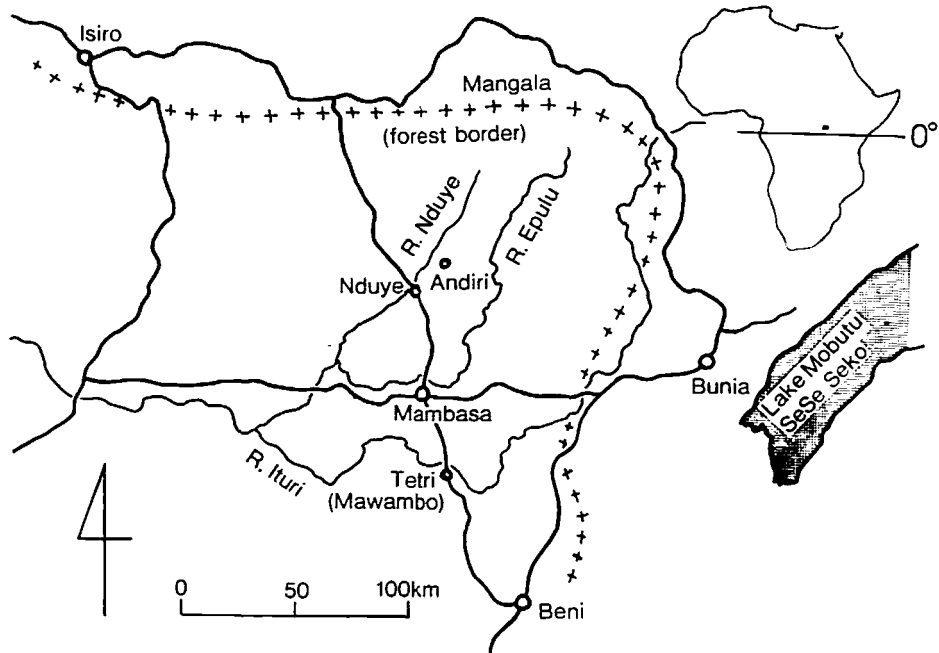 Isiro
Mangala
(forest border)
0°
R. Nduye
R. Epulu
Nduye
Andiri
Lake Mobutu
SeSe Seko
Bunia
Mambasa
R. Ituri
Tetri
(Mawambo)
0 50 100km
Beni